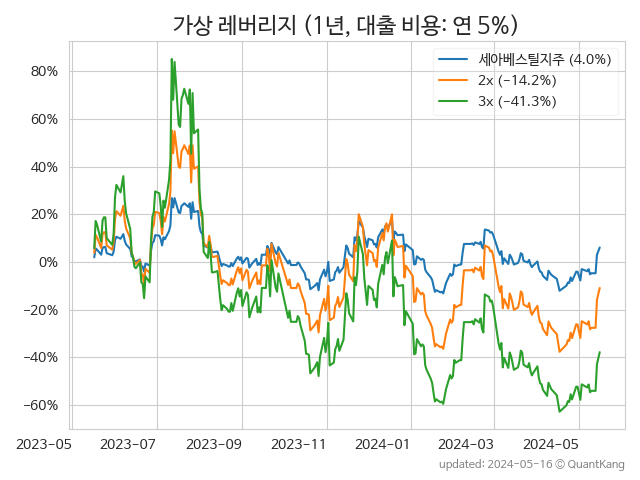 가상 레버리지 (1년, 대출 비용: 연 5%)
세아베스틸지주 (4.0%)
2x (−14.2%)
3x (−41.3%)
80%
60%
40%
20%
0%
−20%
−40%
−60%
2023-05 2023-07 2023-09 2023-11 2024-01 2024-03 2024-05
updated: 2024-05-16 © QuantKang